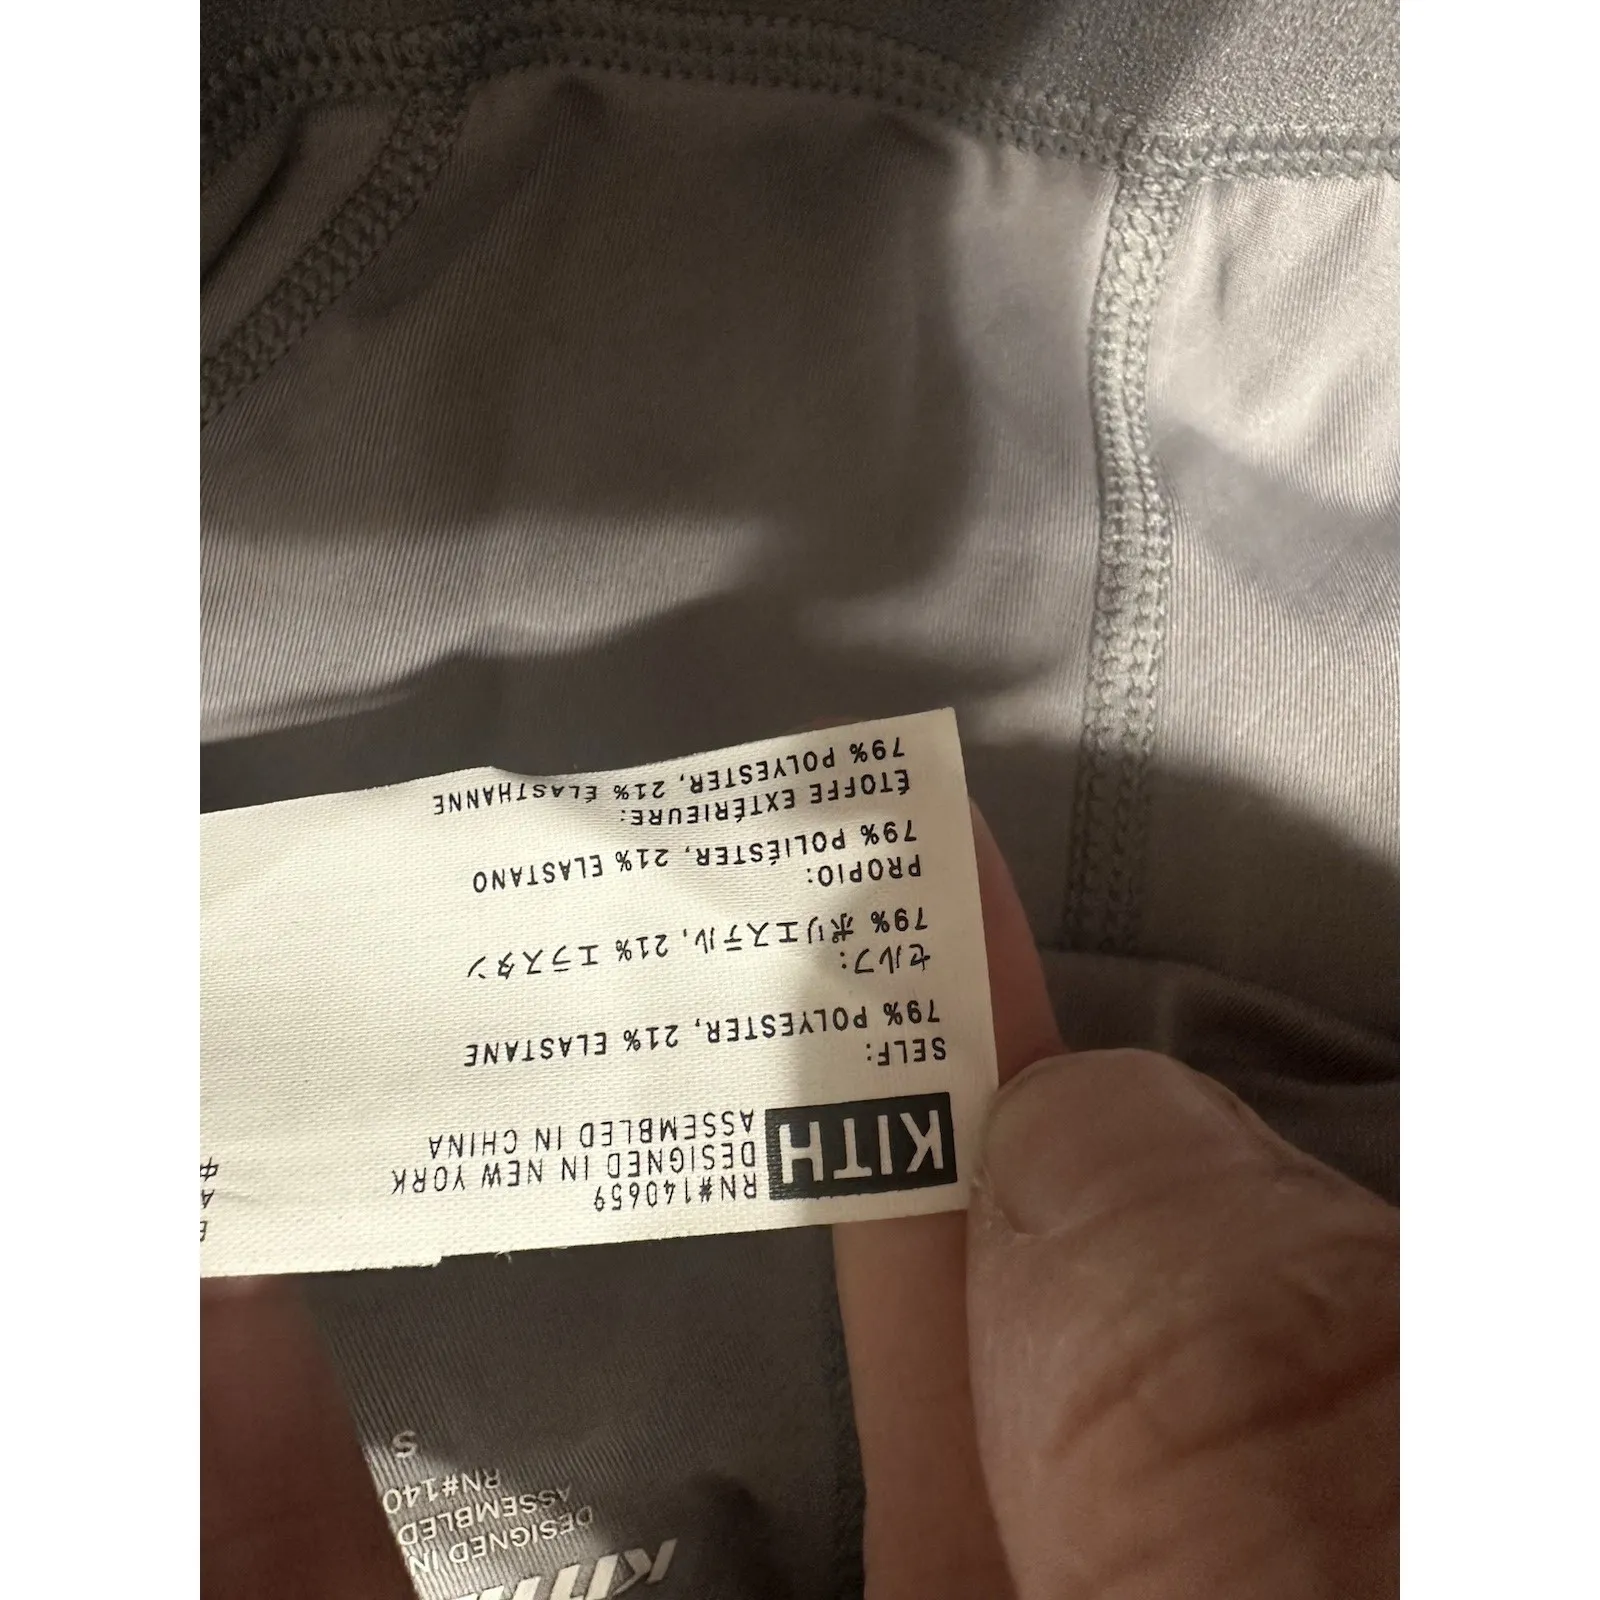 KITH
RN#140659
DESIGNED IN NEW YORK
ASSEMBLED IN CHINA
SELF:
79% POLYESTER, 21% ELASTANE
セルフ:
79% ポリエステル, 21% エラスタン
PROPIO:
79% POLIÉSTER, 21% ELASTANO
ÉTOFFE EXTÉRIEURE:
79% POLYESTER, 21% ÉLASTHANNE
DESIGNED IN
ASSEMBLED
RN#140
S